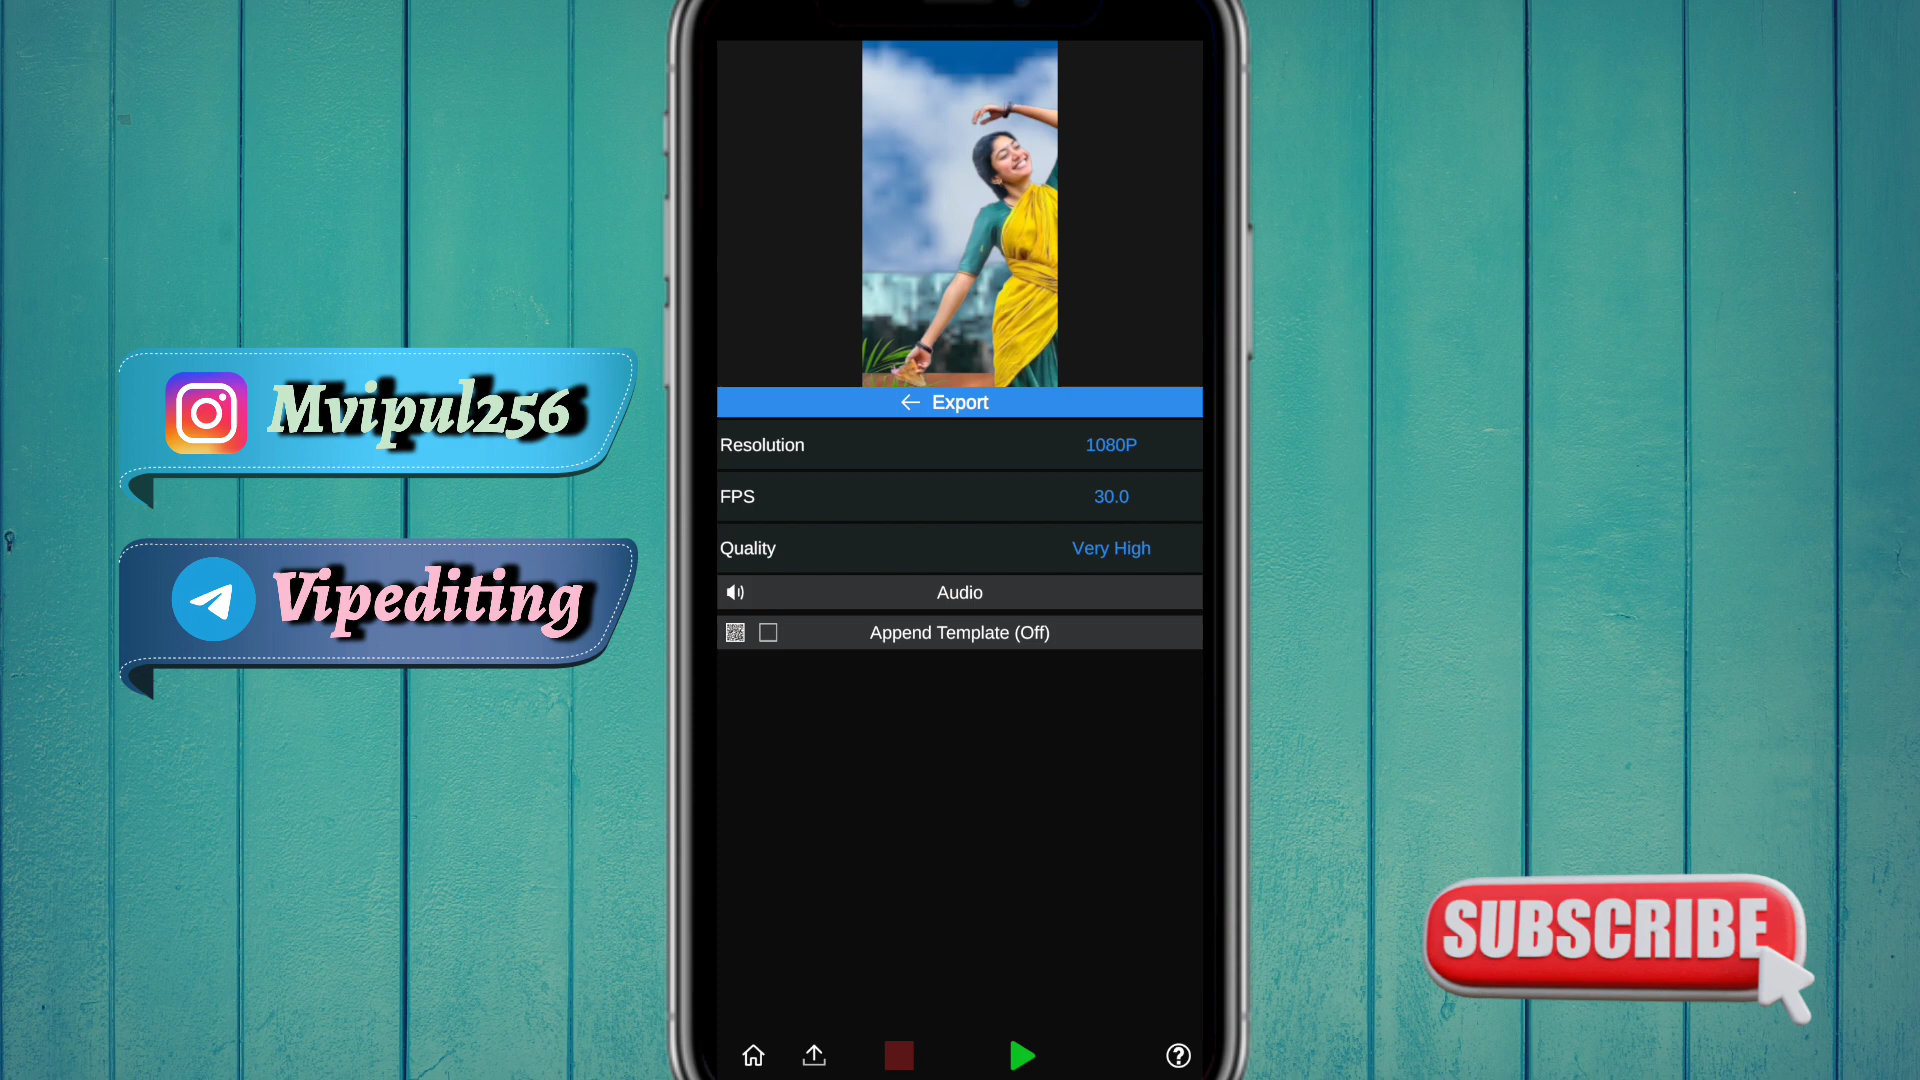 Mvipul256
Vipediting
Export
Resolution 1080P
FPS 30.0
Quality Very High
Audio
Append Template (Off)
SUBSCRIBE